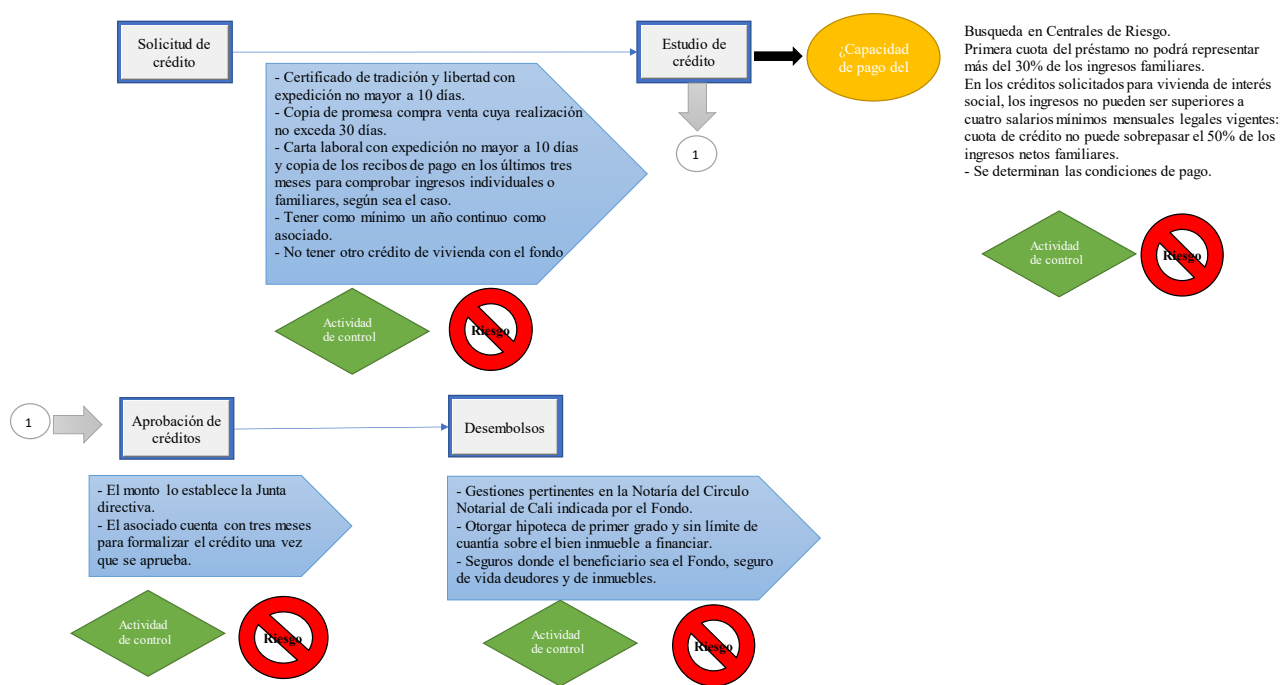 Solicitud de
crédito
Estudio de
crédito
¿Capacidad
de pago del
Busqueda en Centrales de Riesgo.
Primera cuota del préstamo no podrá representar
más del 30% de los ingresos familiares.
En los créditos solicitados para vivienda de interés
social, los ingresos no pueden ser superiores a
cuatro salarios mínimos mensuales legales vigentes:
cuota de crédito no puede sobrepasar el 50% de los
ingresos netos familiares.
- Se determinan las condiciones de pago.
- Certificado de tradición y libertad con
expedición no mayor a 10 días.
- Copia de promesa compra venta cuya realización
no exceda 30 días.
- Carta laboral con expedición no mayor a 10 días
y copia de los recibos de pago en los últimos tres
meses para comprobar ingresos individuales o
familiares, según sea el caso.
- Tener como mínimo un año continuo como
asociado.
- No tener otro crédito de vivienda con el fondo
1
Actividad
de control
Riesgo
Actividad
de control
Riesgo
1
Aprobación de
créditos
Desembolsos
- El monto lo establece la Junta
directiva.
- El asociado cuenta con tres meses
para formalizar el crédito una vez
que se aprueba.
- Gestiones pertinentes en la Notaría del Circulo
Notarial de Cali indicada por el Fondo.
- Otorgar hipoteca de primer grado y sin límite de
cuantía sobre el bien inmueble a financiar.
- Seguros donde el beneficiario sea el Fondo, seguro
de vida deudores y de inmuebles.
Actividad
de control
Riesgo
Actividad
de control
Riesgo